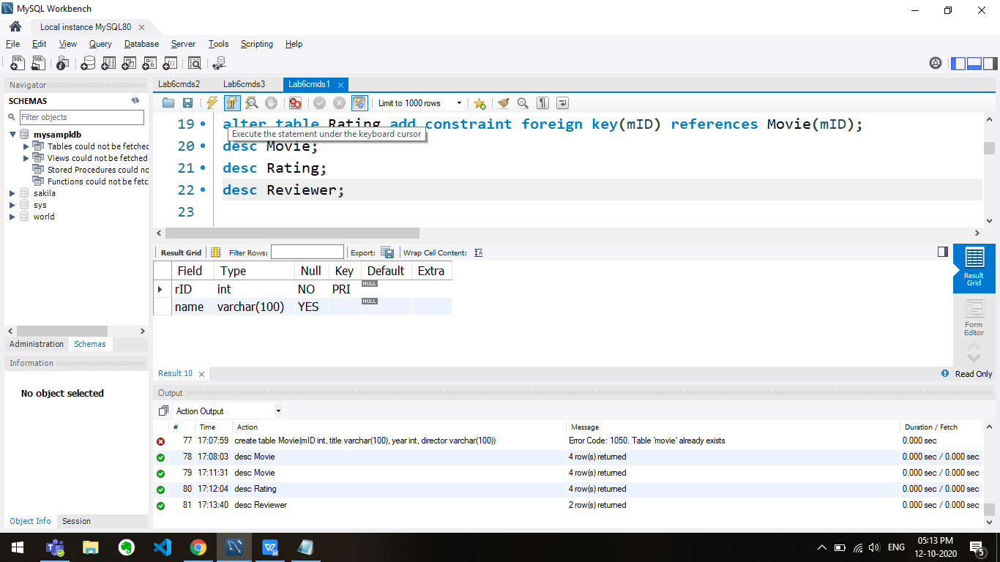 MySQL Workbench
Local instance MySQL80
File Edit View Query Database Server Tools Scripting Help
Navigator
SCHEMAS
Filter objects
mysampldb
Tables could not be fetched
Views could not be fetched
Stored Procedures could no
Functions could not be fetc
sakila
sys
world
Administration Schemas
Information
No object selected
Object Info Session
Lab6cmds2 Lab6cmds3 Lab6cmds1
Limit to 1000 rows
19 alter table Rating add constraint foreign key(mID) references Movie(mID);
Execute the statement under the keyboard cursor
20 desc Movie;
21 desc Rating;
22 desc Reviewer;
23
Result Grid Filter Rows: Export: Wrap Cell Content:
Field Type Null Key Default Extra
rID int NO PRI NULL
name varchar(100) YES NULL
Result Grid
Form Editor
Result 10
Read Only
Output
Action Output
# Time Action Message Duration / Fetch
77 17:07:59 create table Movie(mID int, title varchar(100), year int, director varchar(100)) Error Code: 1050. Table 'movie' already exists 0.000 sec
78 17:08:03 desc Movie 4 row(s) returned 0.000 sec / 0.000 sec
79 17:11:31 desc Movie 4 row(s) returned 0.000 sec / 0.000 sec
80 17:12:04 desc Rating 4 row(s) returned 0.000 sec / 0.000 sec
81 17:13:40 desc Reviewer 2 row(s) returned 0.000 sec / 0.000 sec
ENG
05:13 PM
12-10-2020
5